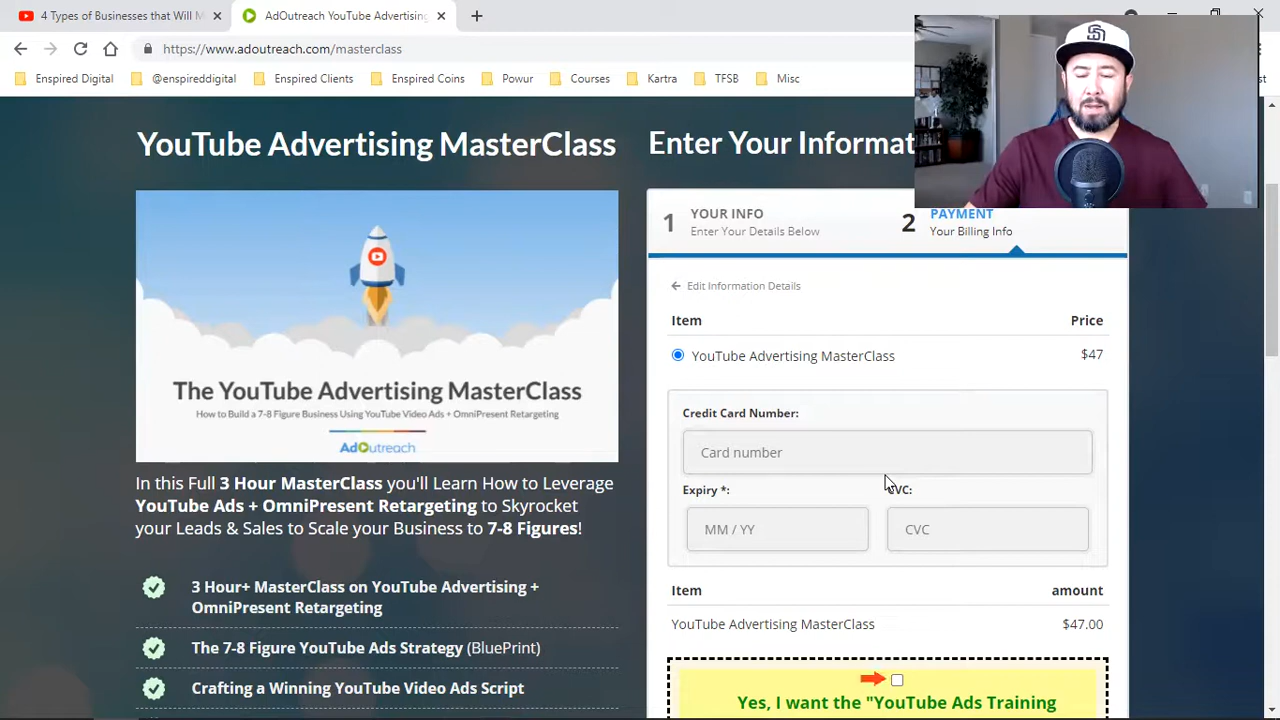 4 Types of Businesses that Will M
AdOutreach YouTube Advertising
https://www.adoutreach.com/masterclass
Enspired Digital
@enspireddigital
Enspired Clients
Enspired Coins
Powur
Courses
Kartra
TFSB
Misc
YouTube Advertising MasterClass
The YouTube Advertising MasterClass
How to Build a 7-8 Figure Business Using YouTube Video Ads + OmniPresent Retargeting
AdOutreach
In this Full 3 Hour MasterClass you'll Learn How to Leverage
YouTube Ads + OmniPresent Retargeting to Skyrocket
your Leads & Sales to Scale your Business to 7-8 Figures!
3 Hour+ MasterClass on YouTube Advertising +
OmniPresent Retargeting
The 7-8 Figure YouTube Ads Strategy (BluePrint)
Crafting a Winning YouTube Video Ads Script
Enter Your Informat
1 YOUR INFO
Enter Your Details Below
2 PAYMENT
Your Billing Info
Edit Information Details
Item Price
YouTube Advertising MasterClass $47
Credit Card Number:
Card number
Expiry *: CVC:
MM / YY CVC
Item amount
YouTube Advertising MasterClass $47.00
Yes, I want the "YouTube Ads Training